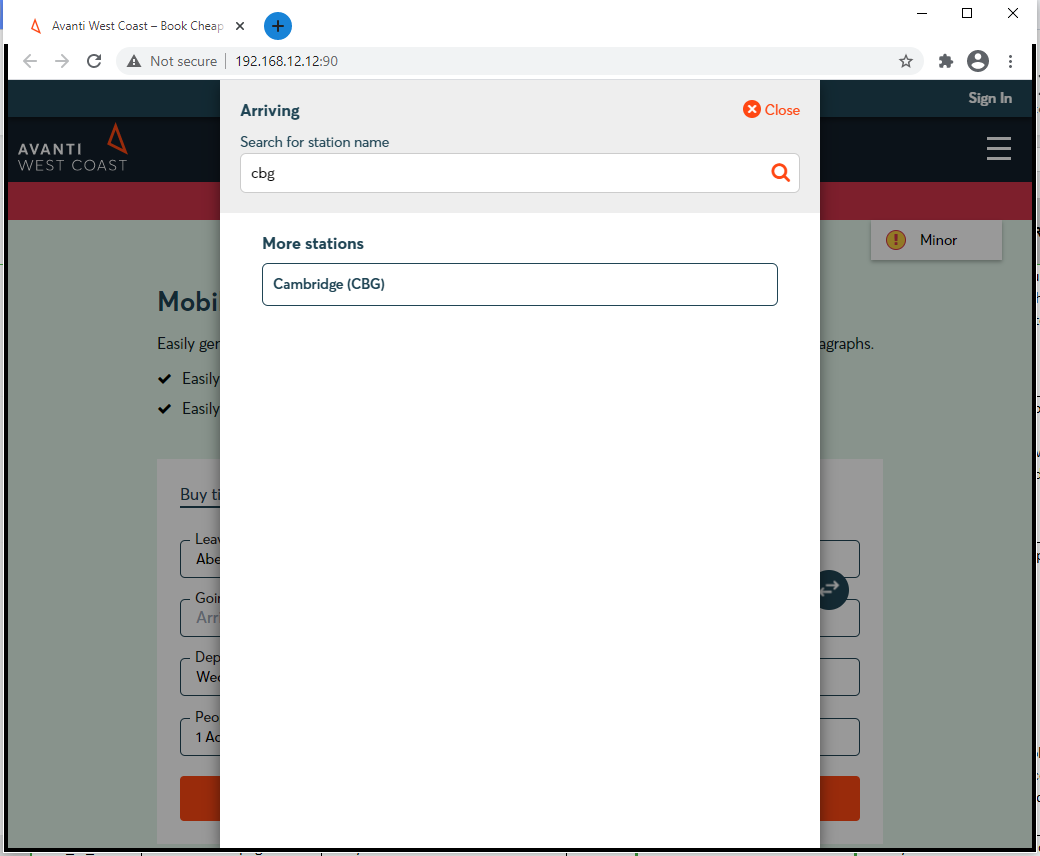 Avanti West Coast – Book Cheap
Not secure
192.168.12.12:90
Sign In
AVANTI
WEST COAST
Arriving
Close
Search for station name
cbg
More stations
Cambridge (CBG)
Minor
Mobi
Easily ger
agraphs.
Easily
Easily
Buy ti
Leav
Abe
Goin
Arri
Dep
Wed
Peo
1 Ad